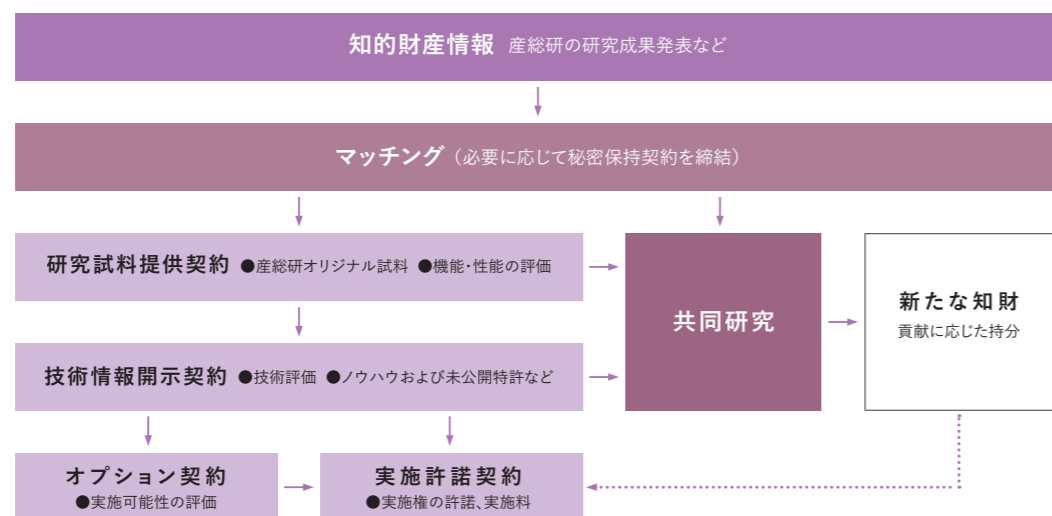 知的財産情報 産総研の研究成果発表など
マッチング（必要に応じて秘密保持契約を締結）
研究試料提供契約 ●産総研オリジナル試料 ●機能・性能の評価
共同研究
新たな知財
貢献に応じた持分
技術情報開示契約 ●技術評価 ●ノウハウおよび未公開特許など
オプション契約
●実施可能性の評価
実施許諾契約
●実施権の許諾、実施料